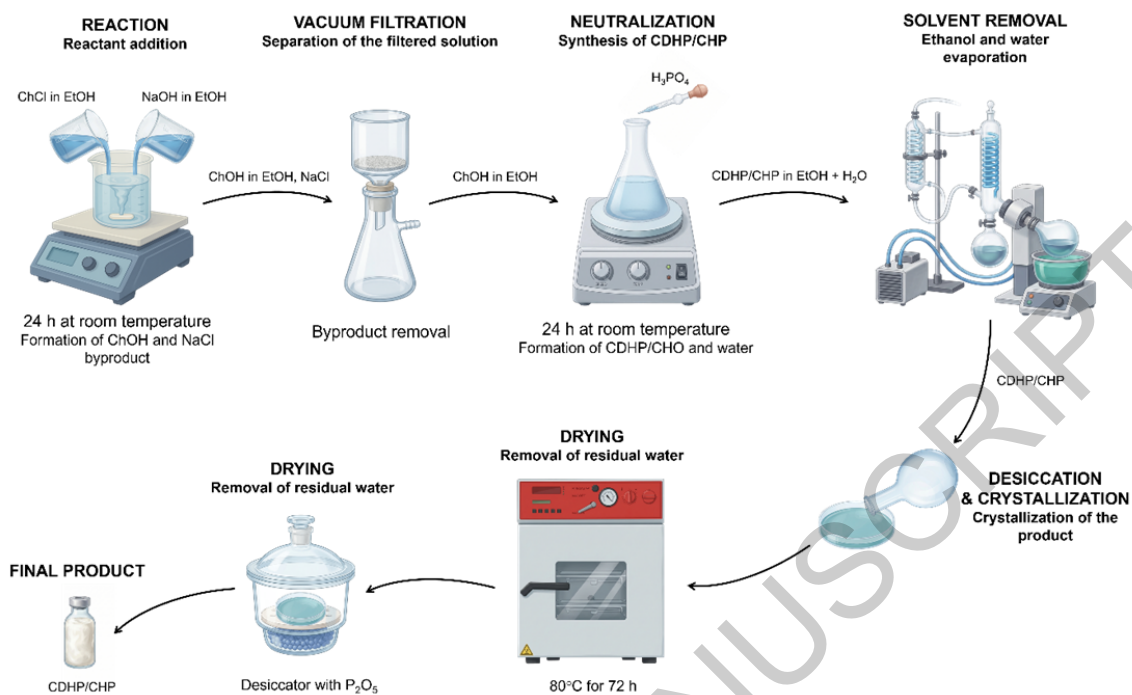 REACTION
Reactant addition
ChCl in EtOH
NaOH in EtOH
24 h at room temperature
Formation of ChOH and NaCl
byproduct
ChOH in EtOH, NaCl
VACUUM FILTRATION
Separation of the filtered solution
Byproduct removal
ChOH in EtOH
NEUTRALIZATION
Synthesis of CDHP/CHP
H₃PO₄
24 h at room temperature
Formation of CDHP/CHO and water
CDHP/CHP in EtOH + H₂O
SOLVENT REMOVAL
Ethanol and water
evaporation
CDHP/CHP
DESICCATION
& CRYSTALLIZATION
Crystallization of the
product
DRYING
Removal of residual water
80°C for 72 h
DRYING
Removal of residual water
Desiccator with P₂O₅
FINAL PRODUCT
CDHP/CHP
NUSCRIPT